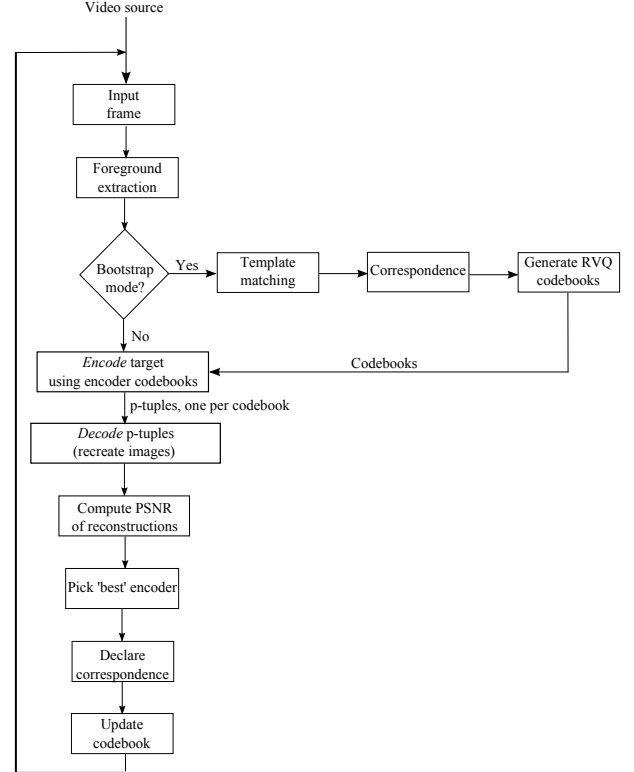 Video source
Input
frame
Foreground
extraction
Bootstrap
mode?
Yes
Template
matching
Correspondence
Generate RVQ
codebooks
No
Codebooks
Encode target
using encoder codebooks
p-tuples, one per codebook
Decode p-tuples
(recreate images)
Compute PSNR
of reconstructions
Pick 'best' encoder
Declare
correspondence
Update
codebook